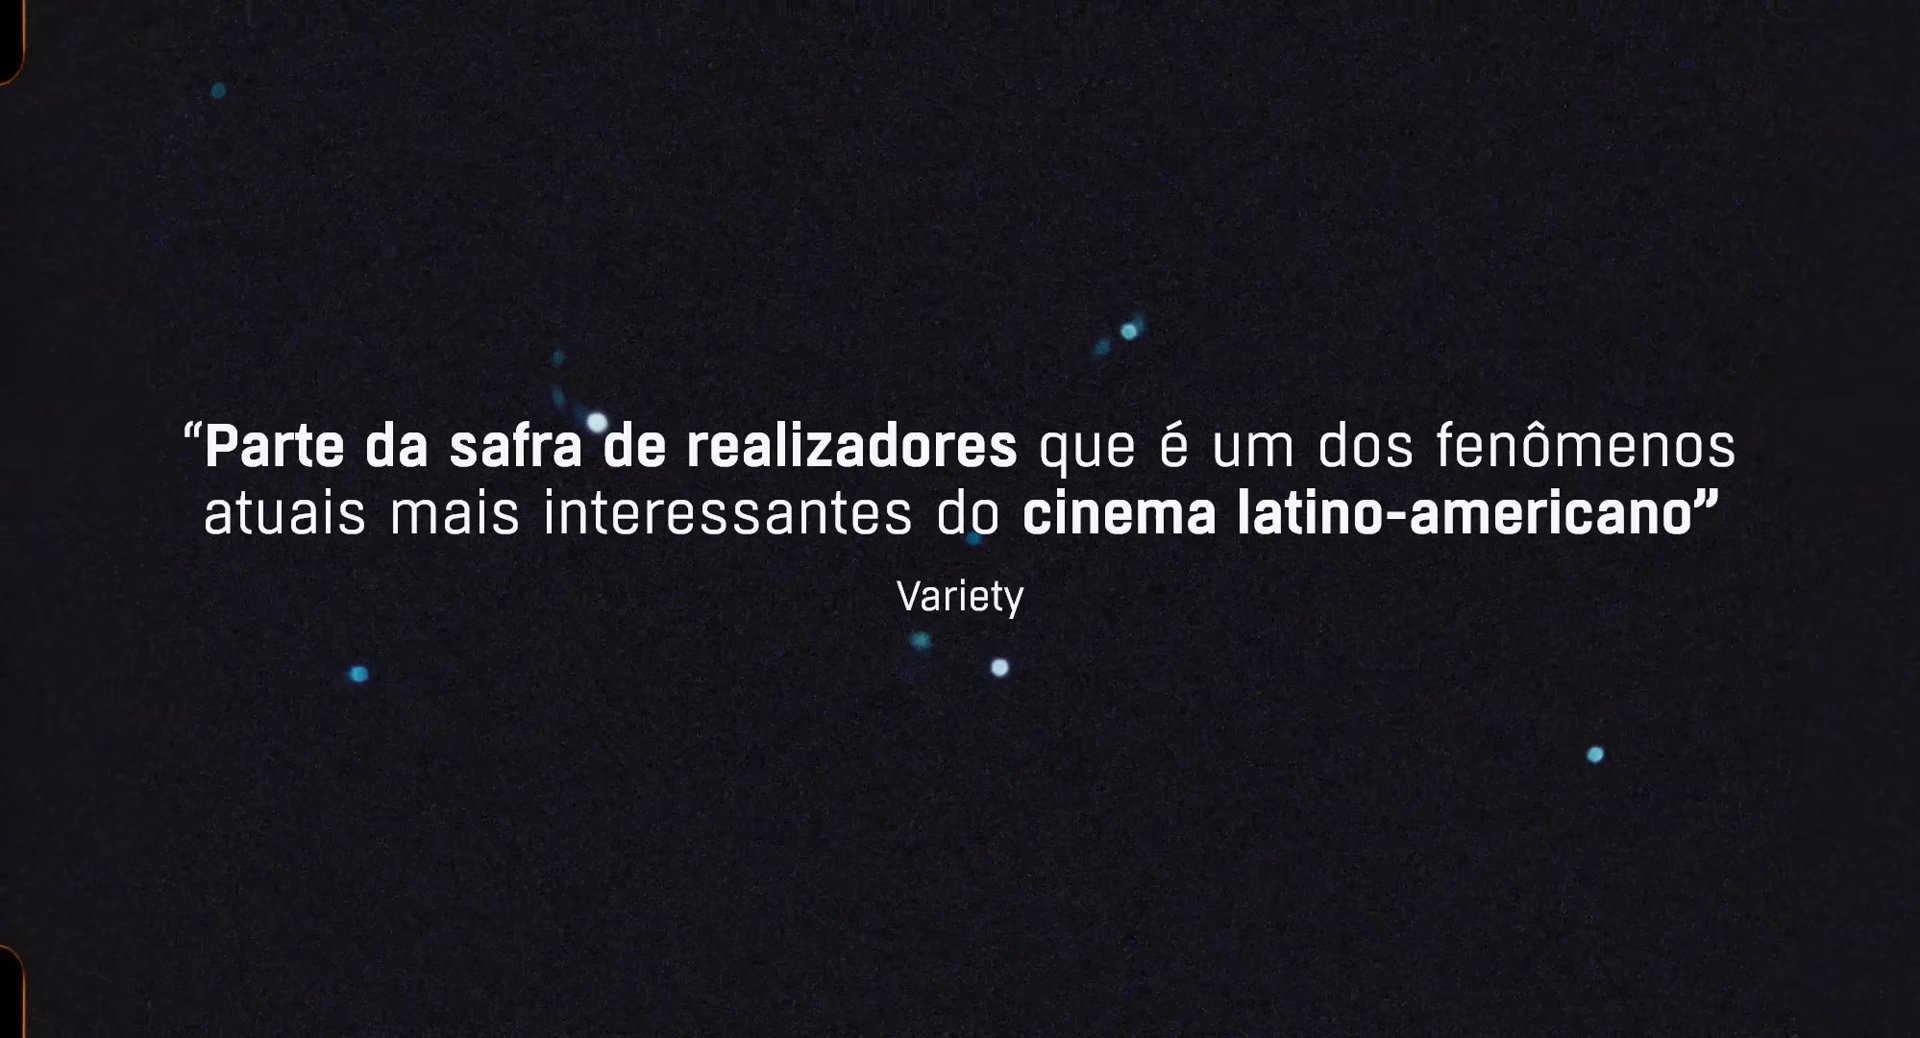 “Parte da safra de realizadores que é um dos fenômenos
atuais mais interessantes do cinema latino-americano”
Variety